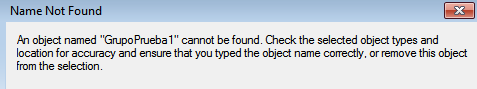 Name Not Found
An object named "GrupoPrueba1" cannot be found. Check the selected object types and
location for accuracy and ensure that you typed the object name correctly, or remove this object
from the selection.